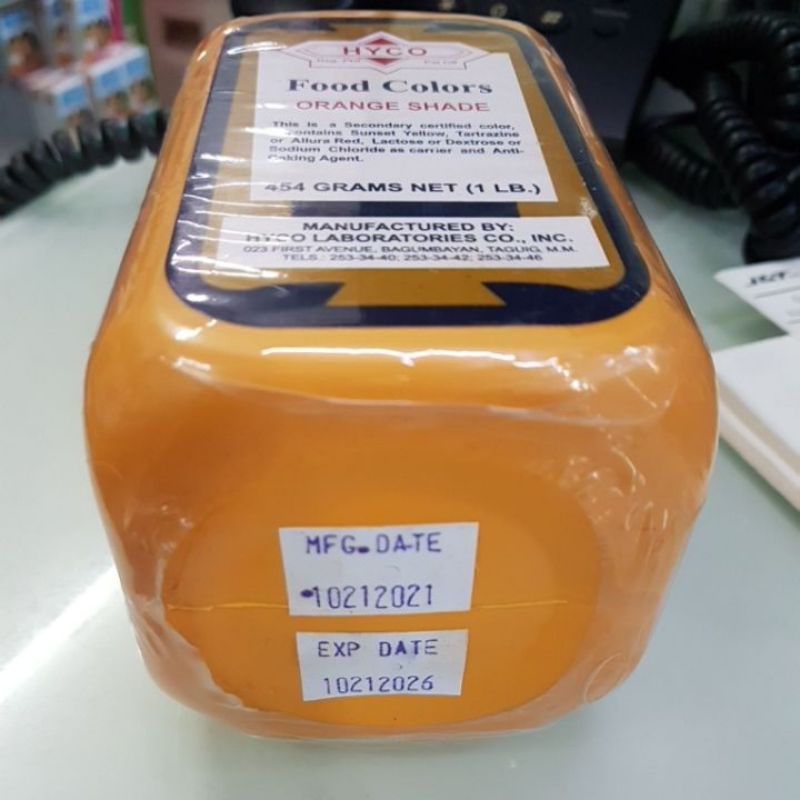 HYCO
Food Colors
ORANGE SHADE
This is a Secondary certified color,
contains Sunset Yellow, Tartrazine
or Allura Red, Lactose or Dextrose or
Sodium Chloride as carrier and Anti-
Caking Agent.
454 GRAMS NET (1 LB.)
MANUFACTURED BY:
HYCO LABORATORIES CO., INC.
023 FIRST AVENUE, BAGUMBAYAN, TAGUIG, M.M.
TELS.: 253-34-40; 253-34-42; 253-34-46
MFG. DATE
10212021
EXP DATE
10212026